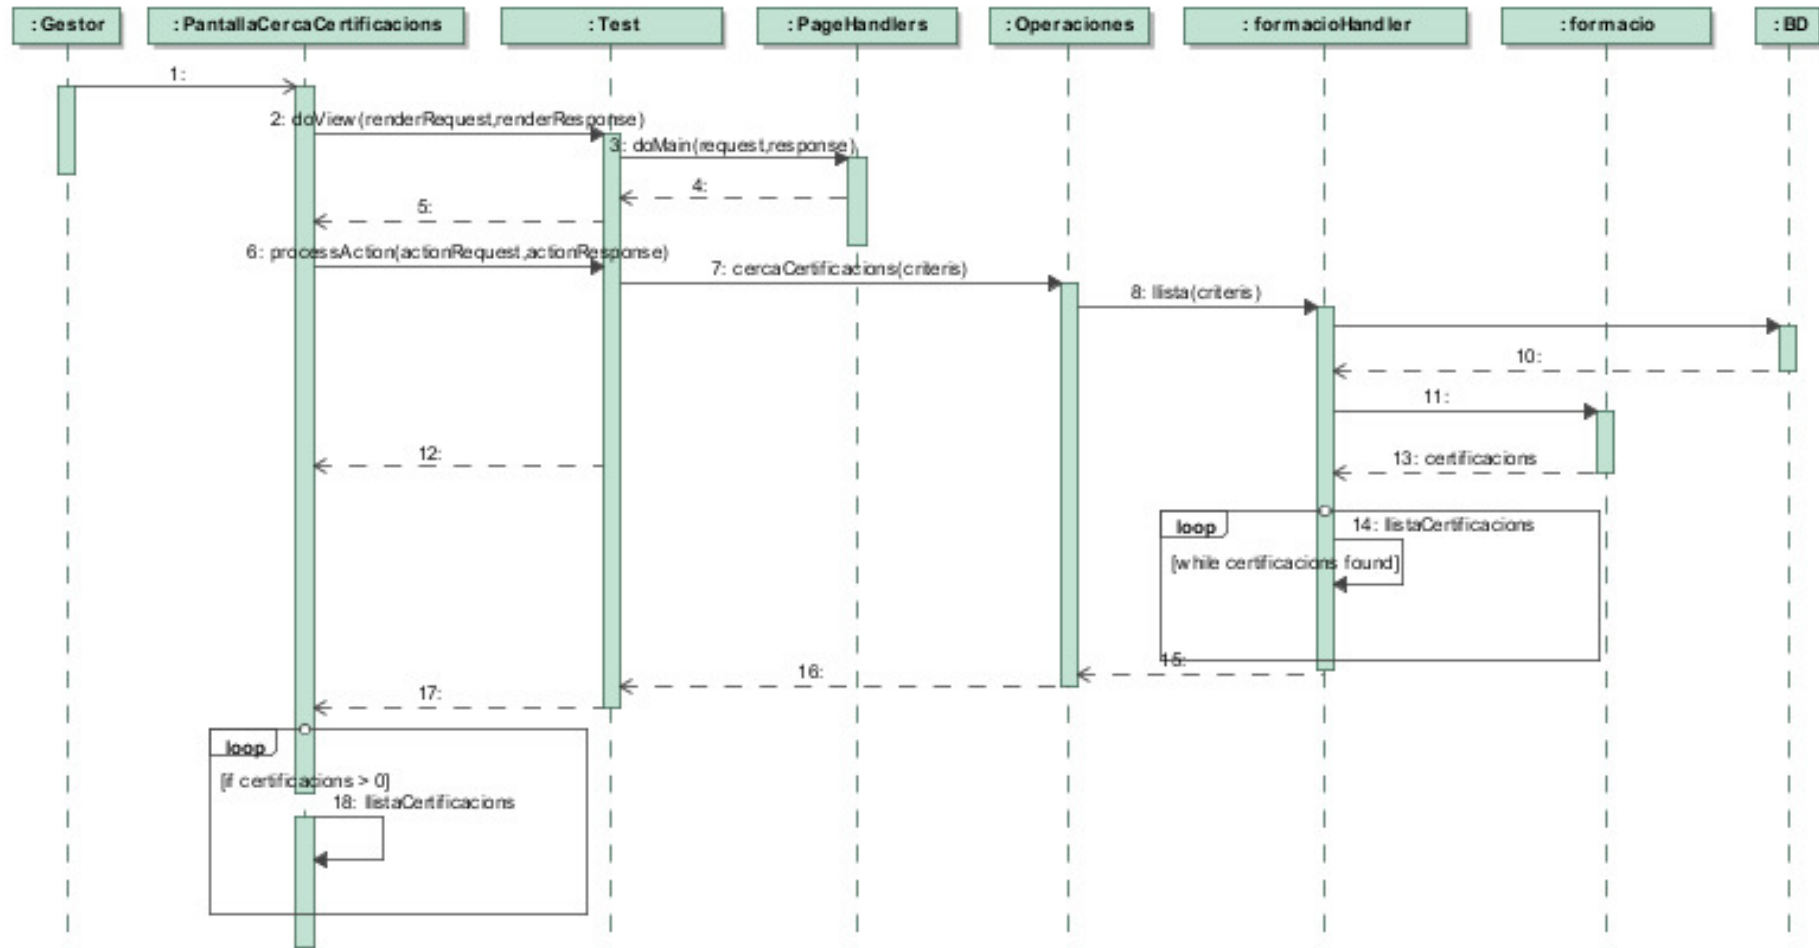 : Gestor
: PantallaCercaCertificacions
: Test
: PageHandlers
: Operaciones
: formacioHandler
: formacio
: BD
1:
2: doView(renderRequest,renderResponse)
3: doMain(request,response)
4:
5:
6: processAction(actionRequest,actionResponse)
7: cercaCertificacions(criteris)
8: llista(criteris)
10:
11:
12:
13: certificacions
loop
14: llistaCertificacions
[while certificacions found]
15:
16:
17:
loop
[if certificacions > 0]
18: llistaCertificacions